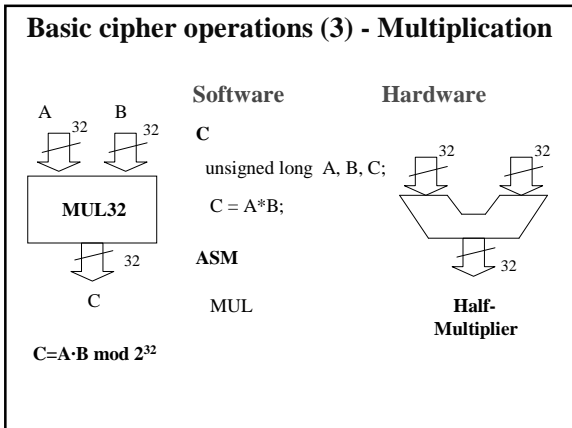 Basic cipher operations (3) - Multiplication
Software
Hardware
A
B
32
32
MUL32
32
C
C=A·B mod 2³²
C
unsigned long A, B, C;
C = A*B;
ASM
MUL
32
32
32
Half-
Multiplier